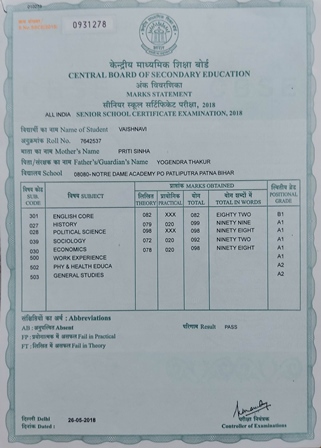 0931278
केन्द्रीय माध्यमिक शिक्षा बोर्ड
CENTRAL BOARD OF SECONDARY EDUCATION
अंक विवरणिका
MARKS STATEMENT
सीनियर स्कूल सर्टिफिकेट परीक्षा, 2018
ALL INDIA SENIOR SCHOOL CERTIFICATE EXAMINATION, 2018
विद्यार्थी का नाम Name of Student VAISHNAVI
अनुक्रमांक Roll No. 7642537
माता का नाम Mother's Name PRITI SINHA
पिता/संरक्षक का नाम Father's/Guardian's Name YOGENDRA THAKUR
विद्यालय School 08080-NOTRE DAME ACADEMY PO PATLIPUTRA PATNA BIHAR
विषय कोड SUB. CODE विषय SUBJECT प्राप्तांक MARKS OBTAINED स्थितीय ग्रेड POSITIONAL GRADE
लिखित THEORY प्रायोगिक PRACTICAL योग TOTAL योग शब्दों में TOTAL IN WORDS
301 ENGLISH CORE 082 XXX 082 EIGHTY TWO B1
027 HISTORY 079 020 099 NINETY NINE A1
028 POLITICAL SCIENCE 098 XXX 098 NINETY EIGHT A1
039 SOCIOLOGY 072 020 092 NINETY TWO A1
030 ECONOMICS 078 020 098 NINETY EIGHT A1
500 WORK EXPERIENCE A1
502 PHY & HEALTH EDUCA A2
503 GENERAL STUDIES A2
संक्षिप्तियों का अर्थ : Abbreviations
AB : अनुपस्थित Absent परिणाम Result PASS
FP : प्रयोगात्मक में असफल Fail in Practical
FT : लिखित में असफल Fail in Theory
दिल्ली Delhi
दिनांक Dated : 26-05-2018
परीक्षा नियंत्रक
Controller of Examinations